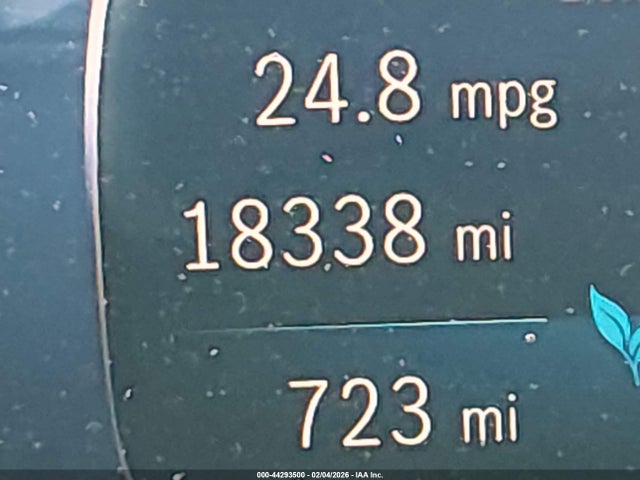 24.8 mpg
18338 mi
723 mi
000-44293500 - 02/04/2026 - IAA Inc.